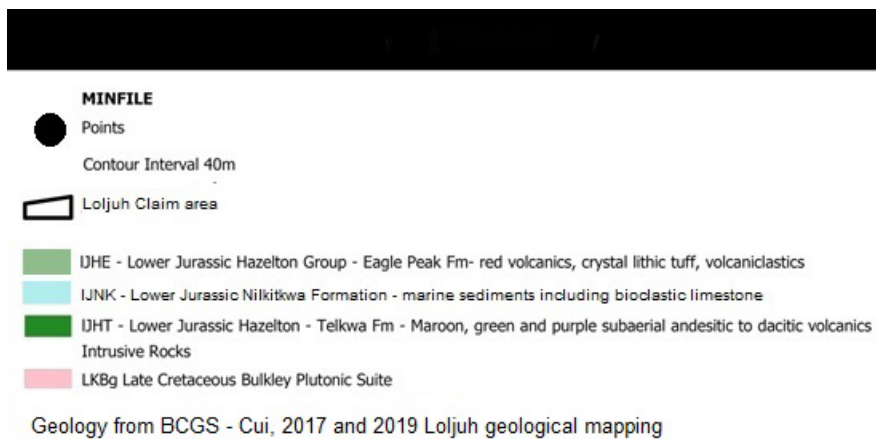 MINFILE
Points
Contour Interval 40m
Loljuh Claim area
IJHE - Lower Jurassic Hazelton Group - Eagle Peak Fm- red volcanics, crystal lithic tuff, volcaniclastics
IJNK - Lower Jurassic Nilkitkwa Formation - marine sediments including bioclastic limestone
IJHT - Lower Jurassic Hazelton - Telkwa Fm - Maroon, green and purple subaerial andesitic to dacitic volcanics
Intrusive Rocks
LKBg Late Cretaceous Bulkley Plutonic Suite
Geology from BCGS - Cui, 2017 and 2019 Loljuh geological mapping